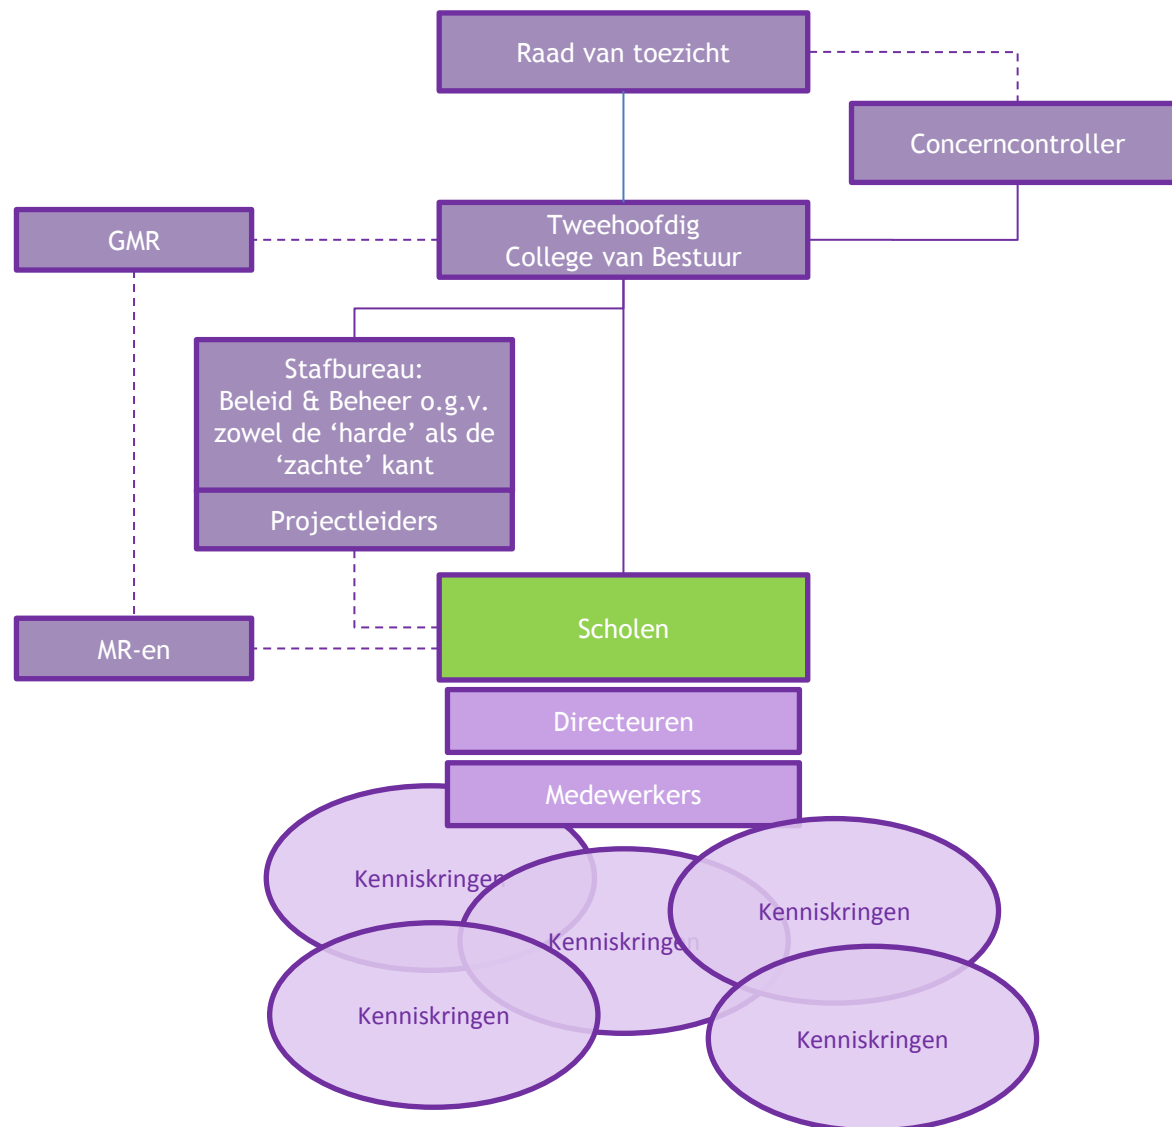 Raad van toezicht
Concerncontroller
GMR
Tweehoofdig
College van Bestuur
Stafbureau:
Beleid & Beheer o.g.v.
zowel de ‘harde’ als de
‘zachte’ kant
Projectleiders
Scholen
MR-en
Directeuren
Medewerkers
Kenniskringen
Kenniskringen
Kenniskringen
Kenniskringen
Kenniskringen